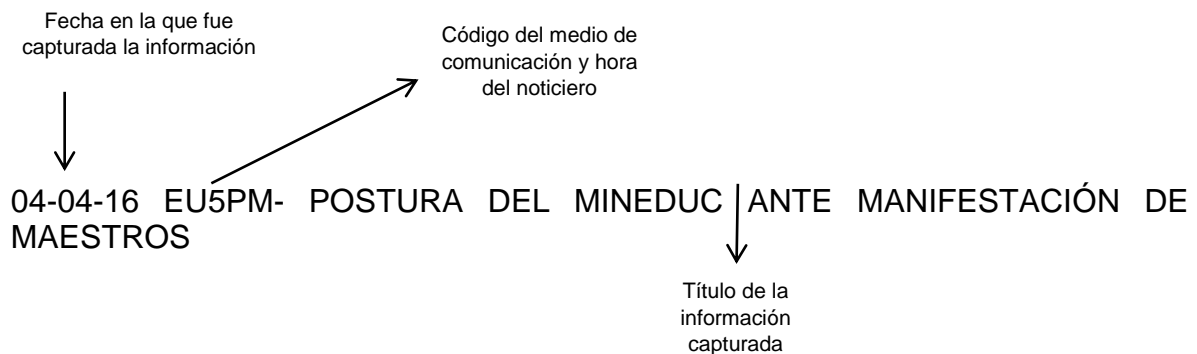 Fecha en la que fue
capturada la información
Código del medio de
comunicación y hora
del noticiero
04-04-16 EU5PM- POSTURA DEL MINEDUC ANTE MANIFESTACIÓN DE
MAESTROS
Título de la
información
capturada